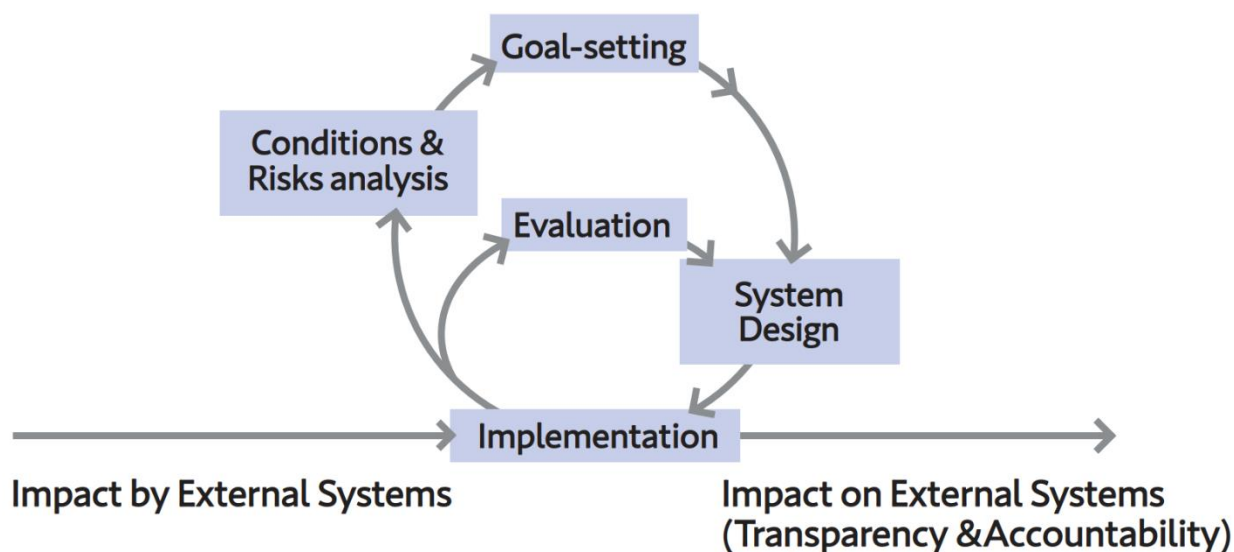 Goal-setting
Conditions &
Risks analysis
Evaluation
System
Design
Implementation
Impact by External Systems
Impact on External Systems
(Transparency &Accountability)